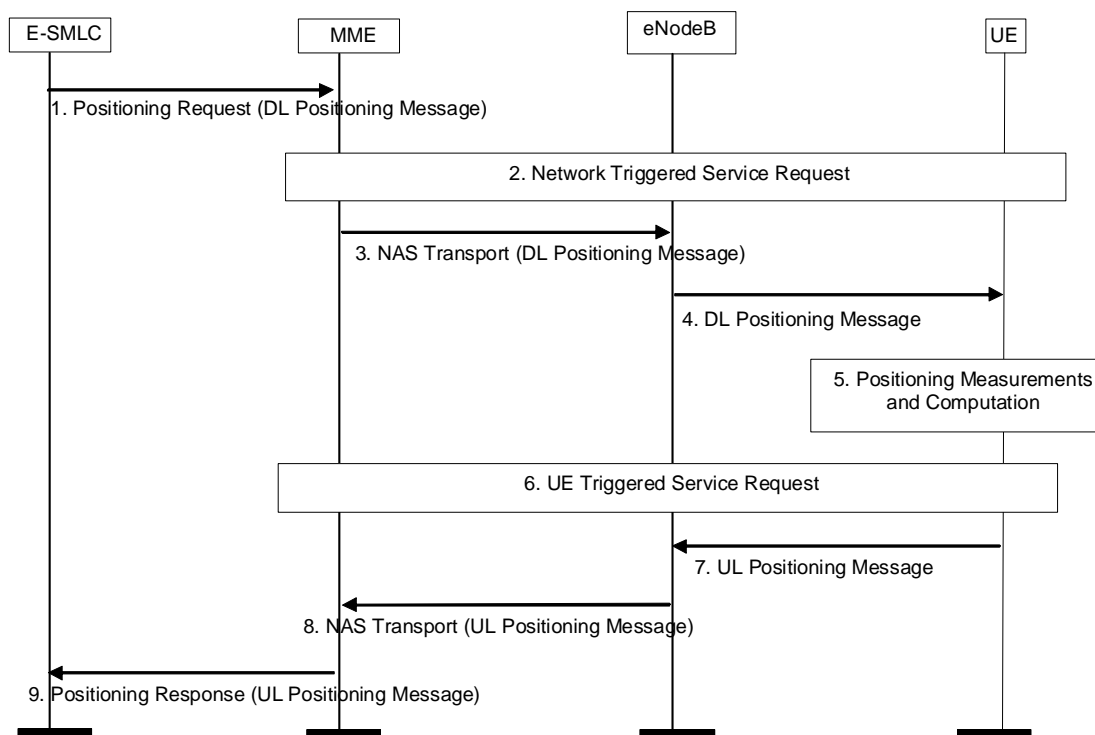 E-SMLC
MME
eNodeB
UE
1. Positioning Request (DL Positioning Message)
2. Network Triggered Service Request
3. NAS Transport (DL Positioning Message)
4. DL Positioning Message
5. Positioning Measurements
and Computation
6. UE Triggered Service Request
7. UL Positioning Message
8. NAS Transport (UL Positioning Message)
9. Positioning Response (UL Positioning Message)